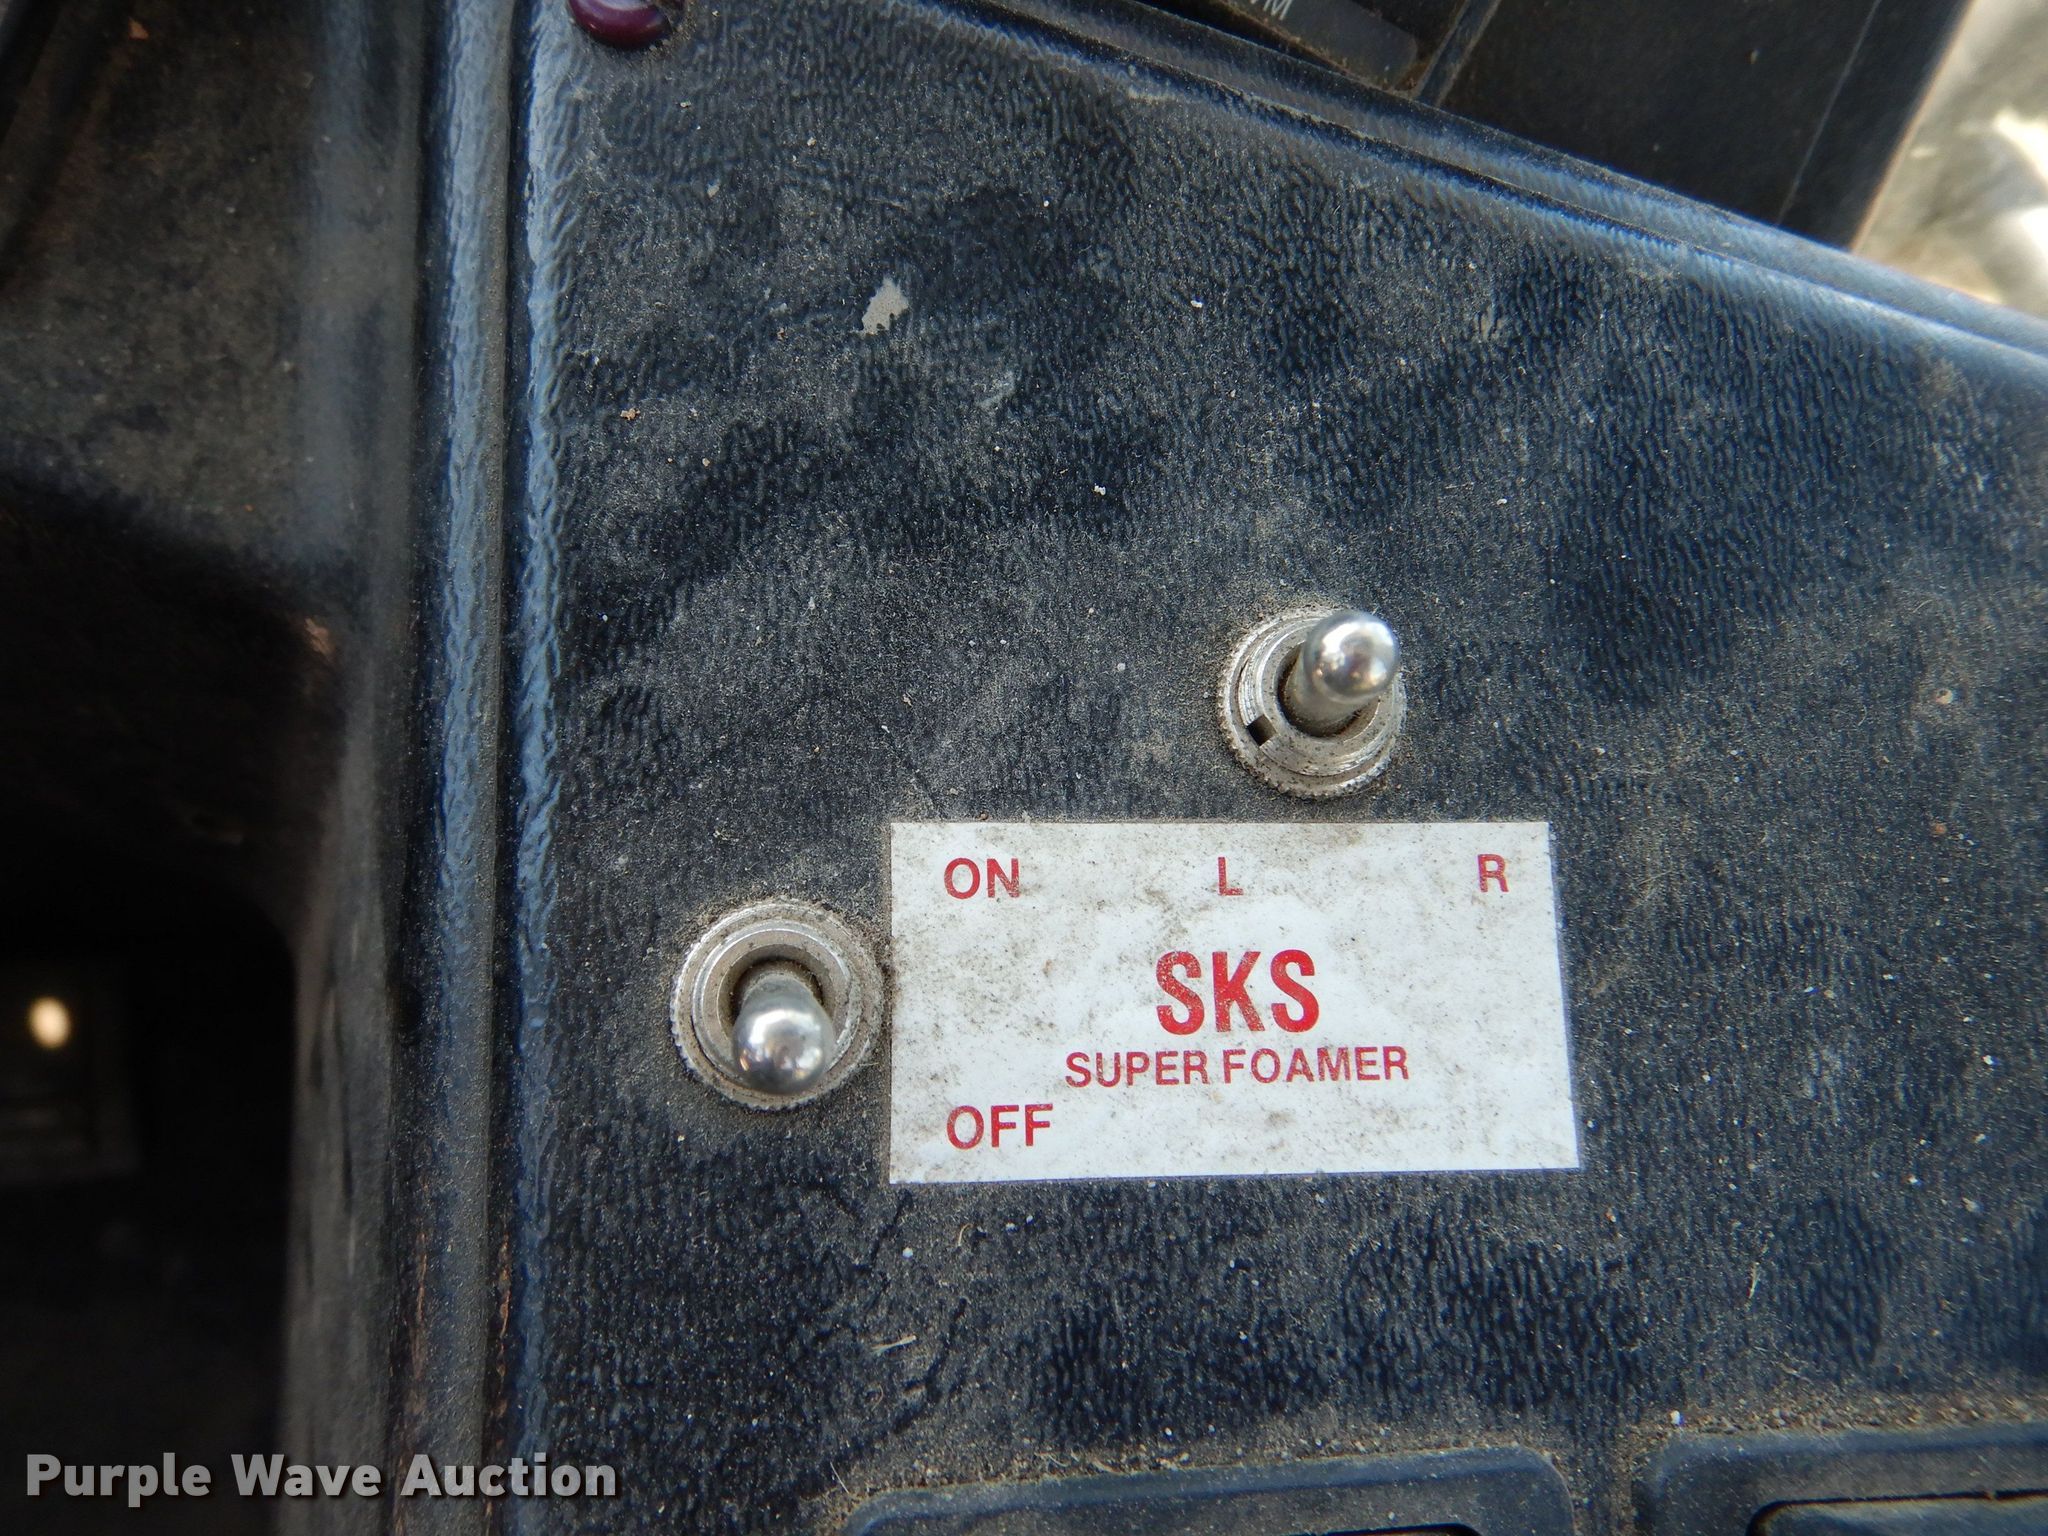 ON L R
SKS
SUPER FOAMER
OFF
Purple Wave Auction